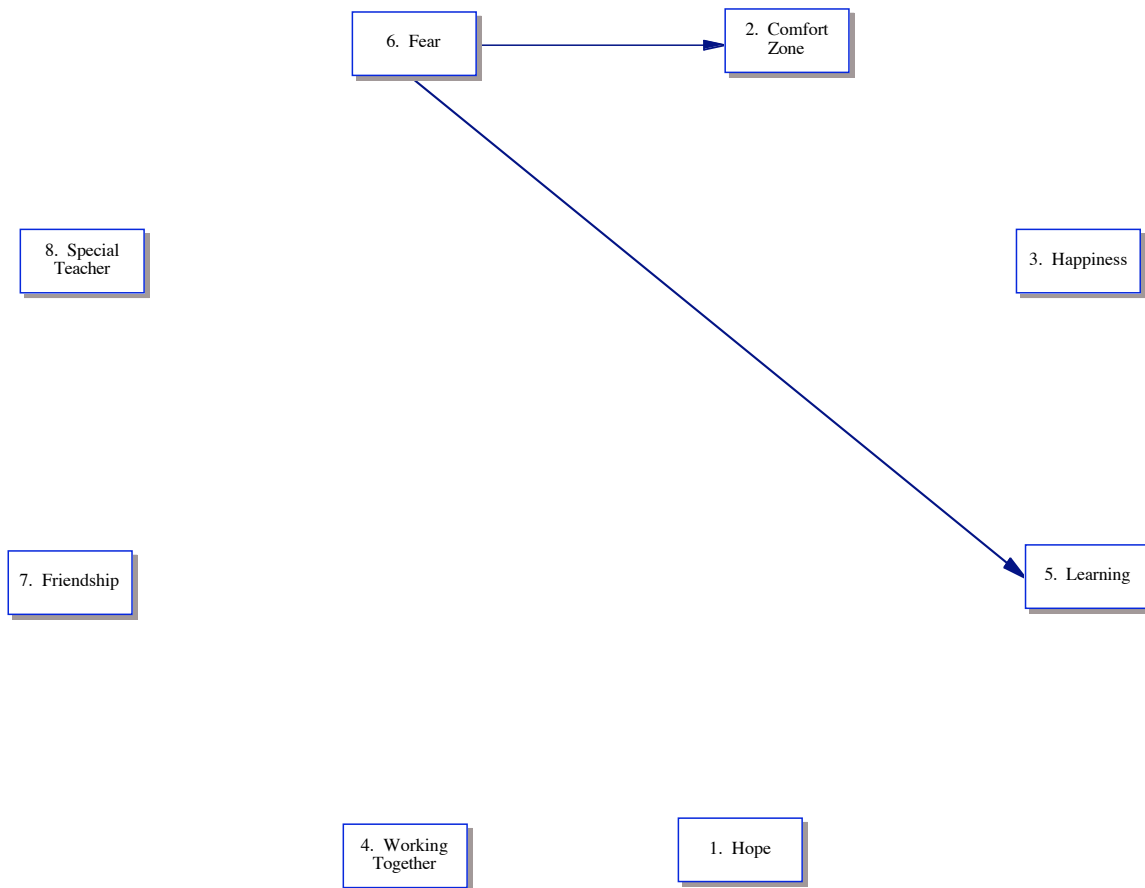 6. Fear
2. Comfort
Zone
8. Special
Teacher
3. Happiness
7. Friendship
5. Learning
4. Working
Together
1. Hope